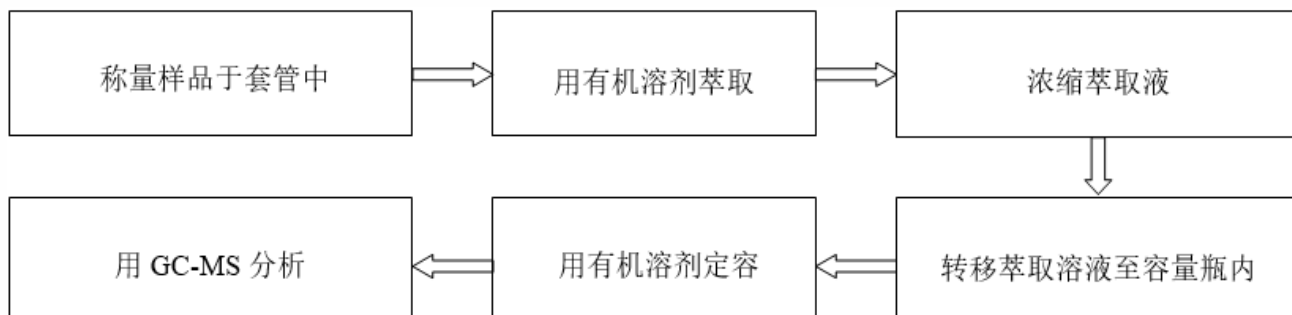 称量样品于套管中
用有机溶剂萃取
浓缩萃取液
转移萃取溶液至容量瓶内
用有机溶剂定容
用 GC-MS 分析